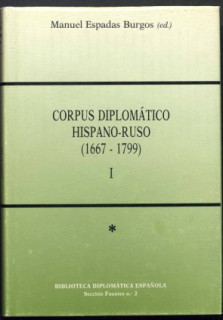 Manuel Espadas Burgos (ed.)
CORPUS DIPLOMÁTICO
HISPANO-RUSO
(1667 - 1799)
I
*
BIBLIOTECA DIPLOMÁTICA ESPAÑOLA
Sección Fuentes n.º 2